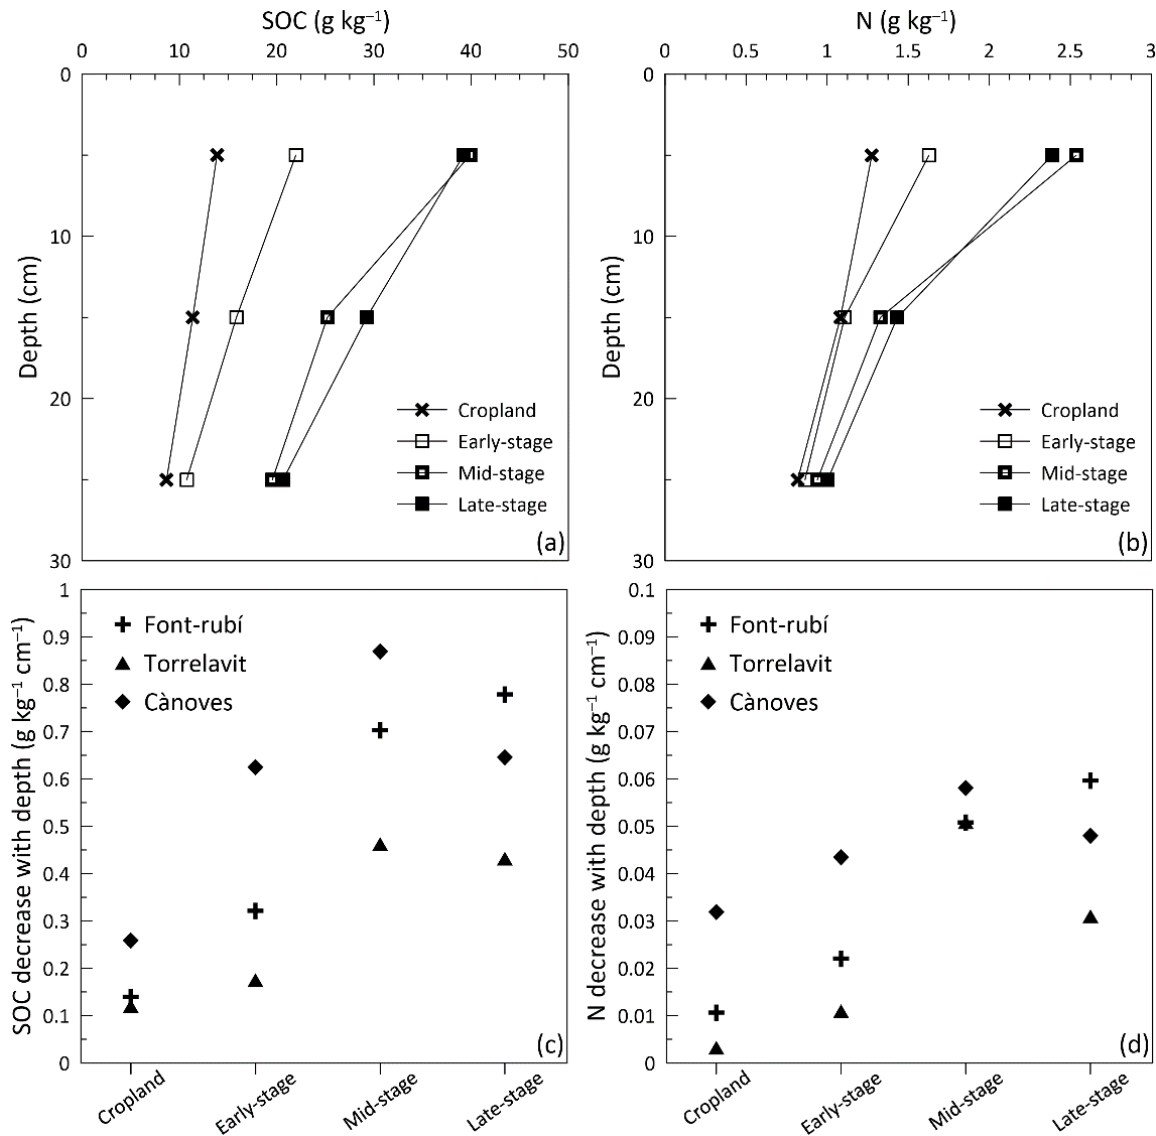 SOC (g kg⁻¹)
0 10 20 30 40 50
0
10
20
30
Depth (cm)
Cropland
Early-stage
Mid-stage
Late-stage
(a)
N (g kg⁻¹)
0 0.5 1 1.5 2 2.5 3
0
10
20
30
Depth (cm)
Cropland
Early-stage
Mid-stage
Late-stage
(b)
1
0.9
0.8
0.7
0.6
0.5
0.4
0.3
0.2
0.1
0
SOC decrease with depth (g kg⁻¹ cm⁻¹)
Font-rubí
Torrelavit
Cànoves
(c)
Cropland
Early-stage
Mid-stage
Late-stage
0.1
0.09
0.08
0.07
0.06
0.05
0.04
0.03
0.02
0.01
0
N decrease with depth (g kg⁻¹ cm⁻¹)
Font-rubí
Torrelavit
Cànoves
(d)
Cropland
Early-stage
Mid-stage
Late-stage